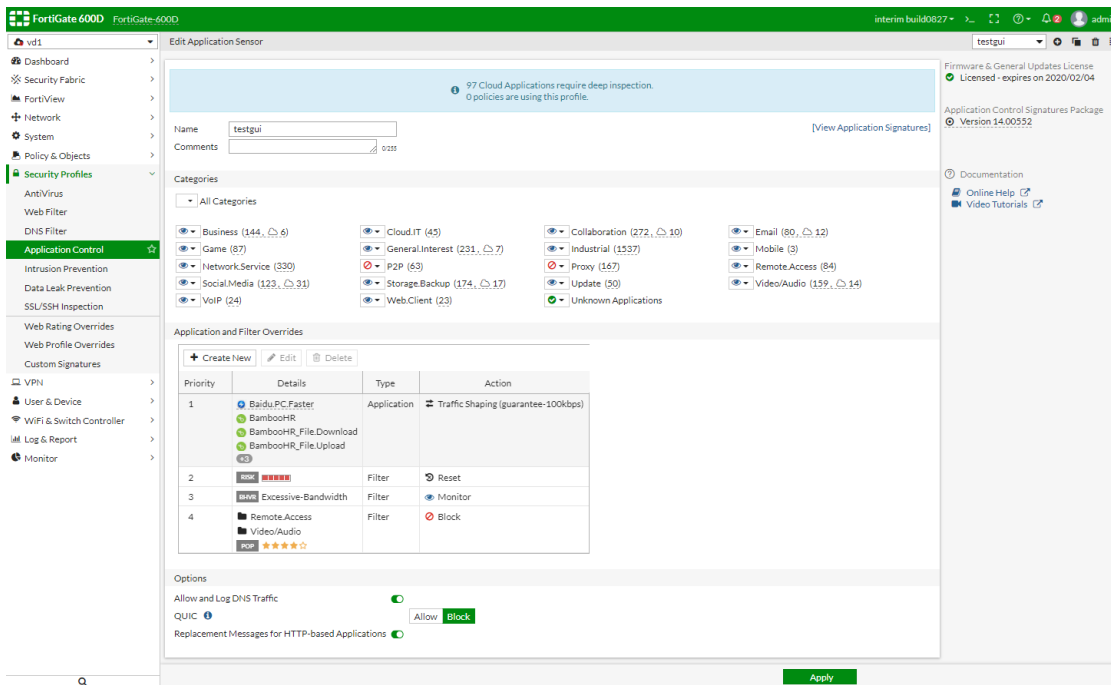 FortiGate 600D FortiGate-600D
interim build0827 >_ 2 admi
vd1
Edit Application Sensor
testgui
Dashboard
Security Fabric
FortiView
Network
System
Policy & Objects
Security Profiles
AntiVirus
Web Filter
DNS Filter
Application Control
Intrusion Prevention
Data Leak Prevention
SSL/SSH Inspection
Web Rating Overrides
Web Profile Overrides
Custom Signatures
VPN
User & Device
WiFi & Switch Controller
Log & Report
Monitor
97 Cloud Applications require deep inspection.
0 policies are using this profile.
Name testgui [View Application Signatures]
Comments 0/255
Categories
All Categories
Business (144, 6) Cloud.IT (45) Collaboration (272, 10) Email (80, 12)
Game (87) General.Interest (231, 7) Industrial (1537) Mobile (3)
Network.Service (330) P2P (63) Proxy (167) Remote.Access (84)
Social.Media (123, 31) Storage.Backup (174, 17) Update (50) Video/Audio (159, 14)
VoIP (24) Web.Client (23) Unknown Applications
Application and Filter Overrides
+ Create New Edit Delete
Priority Details Type Action
1 Baidu.PC.Faster Application Traffic Shaping (guarantee-100kbps)
BambooHR
BambooHR_File.Download
BambooHR_File.Upload
+3
2 RISK Filter Reset
3 BHVR Excessive-Bandwidth Filter Monitor
4 Remote.Access Filter Block
Video/Audio
POP
Options
Allow and Log DNS Traffic
QUIC Allow Block
Replacement Messages for HTTP-based Applications
Apply
Firmware & General Updates License
Licensed - expires on 2020/02/04
Application Control Signatures Package
Version 14.00552
Documentation
Online Help
Video Tutorials